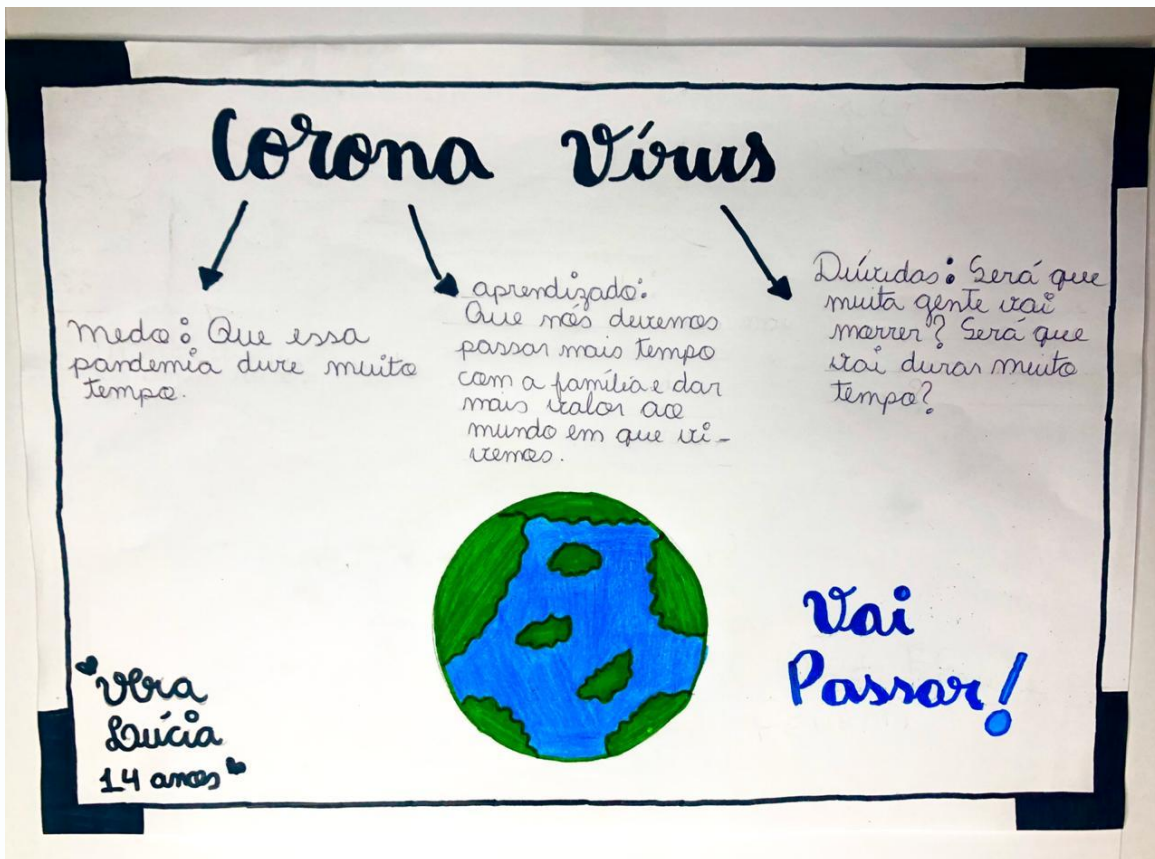 Corona Vírus
medo: Que essa
pandemia dure muito
tempo.
aprendizado:
Que nós devemos
passar mais tempo
com a família e dar
mais valor ao
mundo em que vi-
vemos.
Dúvidas: Será que
muita gente vai
morrer? Será que
vai durar muito
tempo?
Vai
Passar!
Vera
Lúcia
14 anos